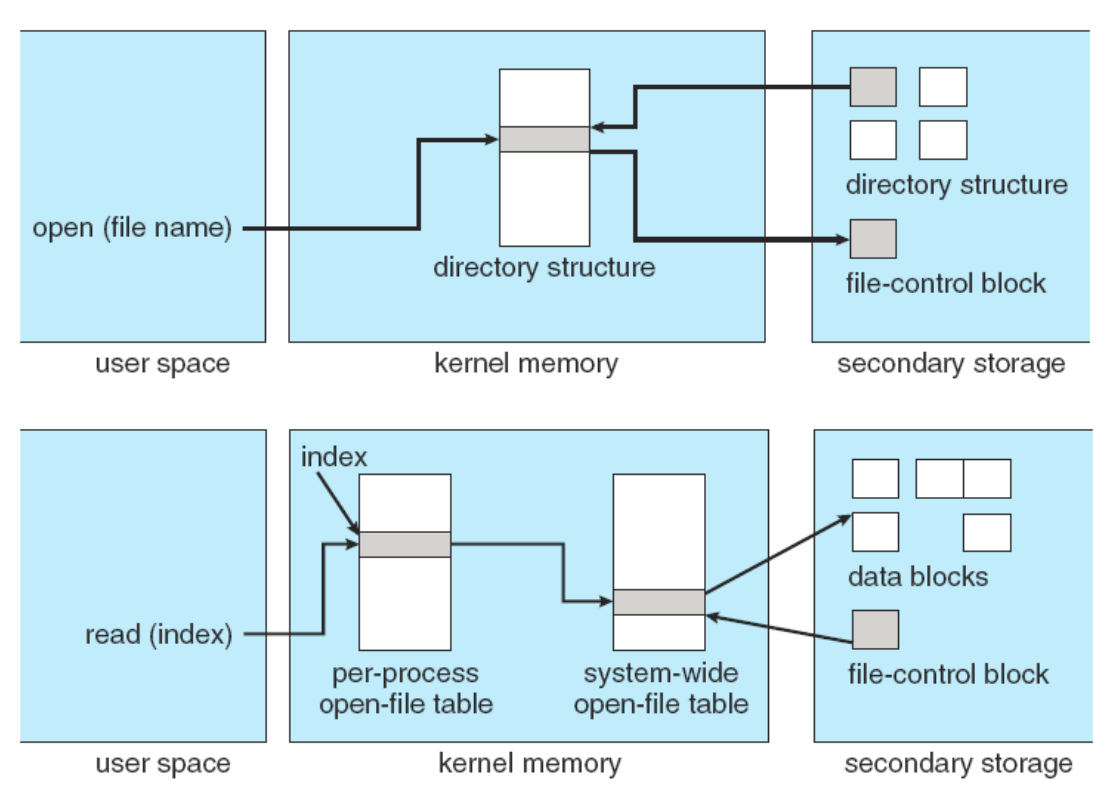 open (file name)
directory structure
directory structure
file-control block
user space
kernel memory
secondary storage
index
read (index)
per-process
open-file table
system-wide
open-file table
data blocks
file-control block
user space
kernel memory
secondary storage